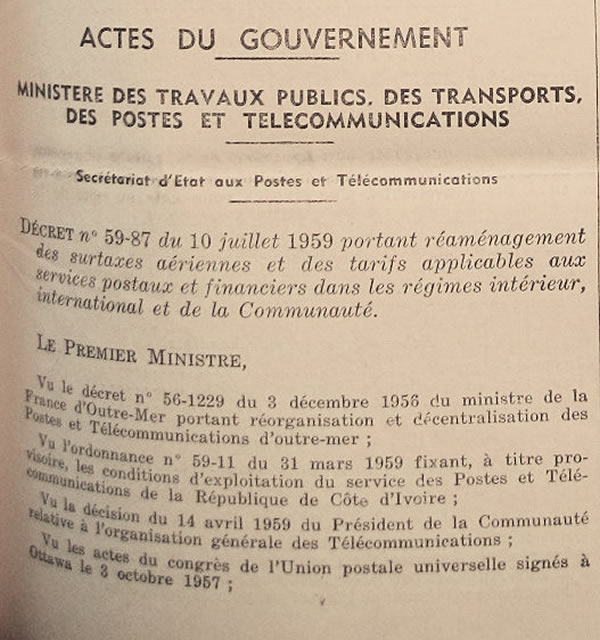 ACTES DU GOUVERNEMENT
MINISTERE DES TRAVAUX PUBLICS, DES TRANSPORTS,
DES POSTES ET TELECOMMUNICATIONS
Secrétariat d'Etat aux Postes et Télécommunications
DÉCRET n° 59-87 du 10 juillet 1959 portant réaménagement
des surtaxes aériennes et des tarifs applicables aux
services postaux et financiers dans les régimes intérieur,
international et de la Communauté.
LE PREMIER MINISTRE,
Vu le décret n° 56-1229 du 3 décembre 1956 du ministre de la
France d'Outre-Mer portant réorganisation et décentralisation des
Postes et Télécommunications d'outre-mer ;
Vu l'ordonnance n° 59-11 du 31 mars 1959 fixant, à titre pro-
visoire, les conditions d'exploitation du service des Postes et Télé-
communications de la République de Côte d'Ivoire ;
Vu la décision du 14 avril 1959 du Président de la Communauté
relative à l'organisation générale des Télécommunications ;
Vu les actes du congrès de l'Union postale universelle signés à
Ottawa le 3 octobre 1957 ;